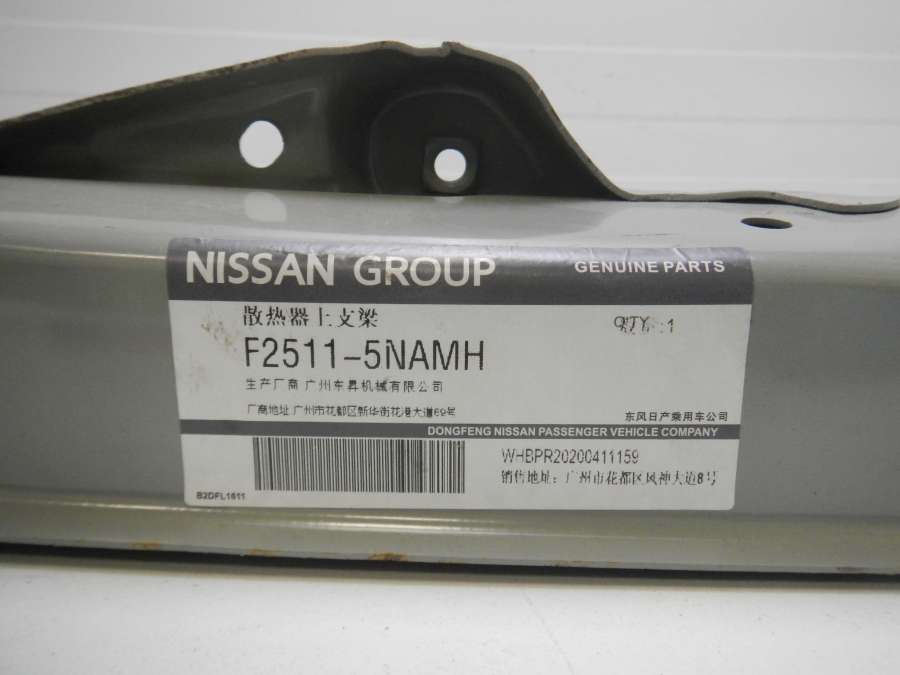 NISSAN GROUP GENUINE PARTS
散热器上支梁 Q'TY :1
F2511-5NAMH
生产厂商 广州东昇机械有限公司
厂商地址 广州市花都区新华街花港大道69号 东风日产乘用车公司
DONGFENG NISSAN PASSENGER VEHICLE COMPANY
WHBPR20200411159
销售地址：广州市花都区风神大道8号
B2DFL1611